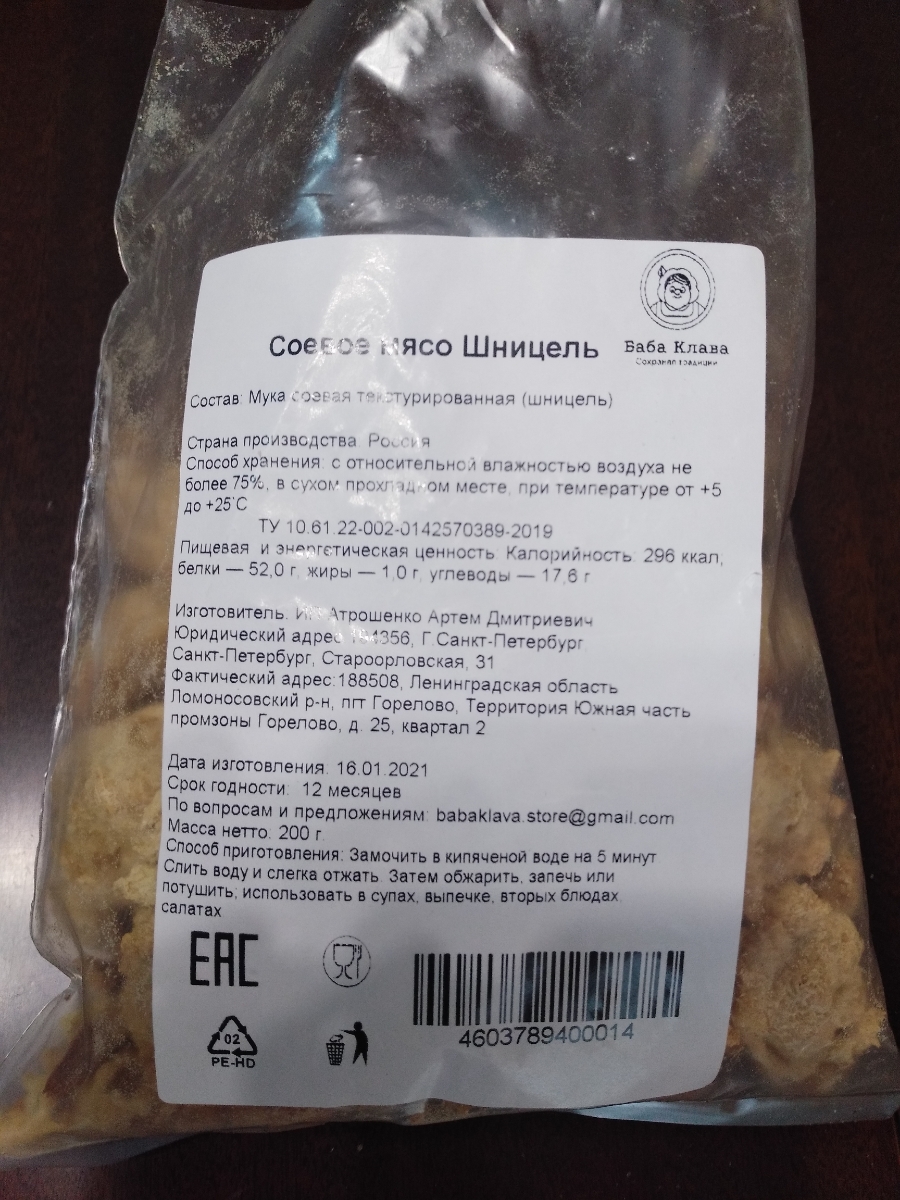 Баба Клава
Сохраняя традиции
Соевое мясо Шницель
Состав: Мука соевая текстурированная (шницель)
Страна производства: Россия
Способ хранения: с относительной влажностью воздуха не
более 75%, в сухом прохладном месте, при температуре от +5
до +25˚С
ТУ 10.61.22-002-0142570389-2019
Пищевая и энергетическая ценность: Калорийность: 296 ккал;
белки — 52,0 г, жиры — 1,0 г, углеводы — 17,6 г
Изготовитель: ИП Атрошенко Артем Дмитриевич
Юридический адрес 194356, Г.Санкт-Петербург
Санкт-Петербург, Староорловская, 31
Фактический адрес:188508, Ленинградская область
Ломоносовский р-н, пгт Горелово, Территория Южная часть
промзоны Горелово, д. 25, квартал 2
Дата изготовления: 16.01.2021
Срок годности: 12 месяцев
По вопросам и предложениям: babaklava.store@gmail.com
Масса нетто: 200 г.
Способ приготовления: Замочить в кипяченой воде на 5 минут
Слить воду и слегка отжать. Затем обжарить, запечь или
потушить; использовать в супах, выпечке, вторых блюдах.
салатах
EAC
4603789400014
02
PE-HD